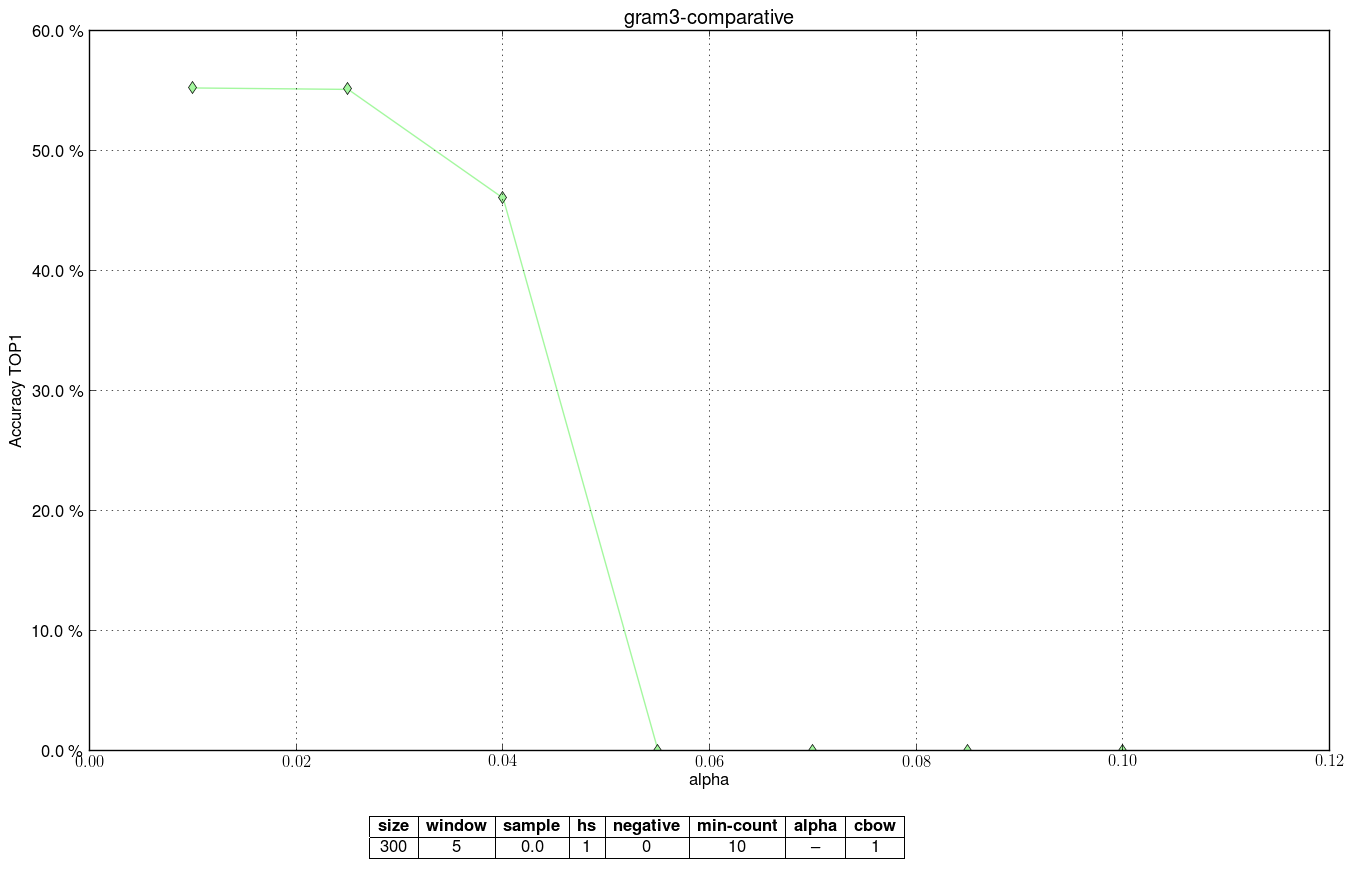 gram3-comparative
60.0 %
50.0 %
40.0 %
30.0 %
20.0 %
10.0 %
0.0 %
Accuracy TOP1
0.00 0.02 0.04 0.06 0.08 0.10 0.12
alpha
size window sample hs negative min-count alpha cbow
300 5 0.0 1 0 10 – 1